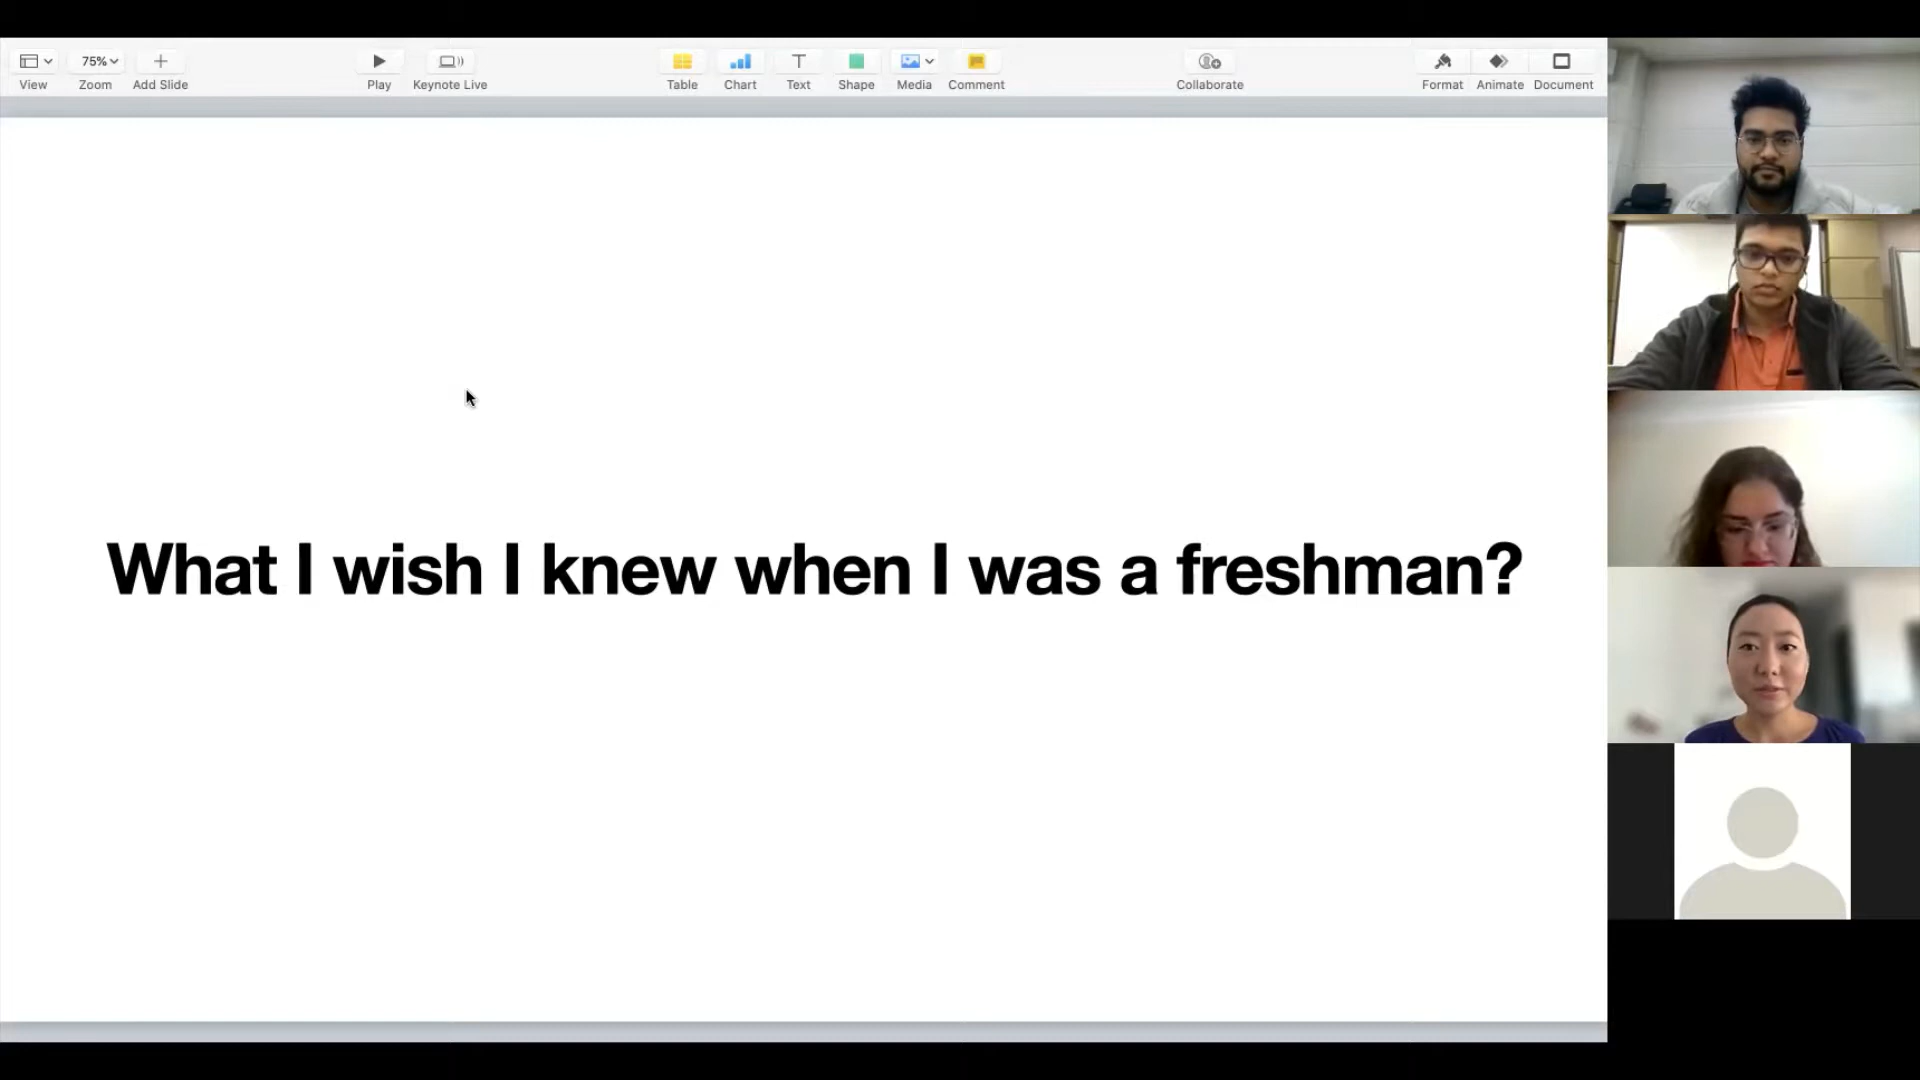 75%
View
Zoom
Add Slide
Play
Keynote Live
Table
Chart
Text
Shape
Media
Comment
Collaborate
Format
Animate
Document
What I wish I knew when I was a freshman?